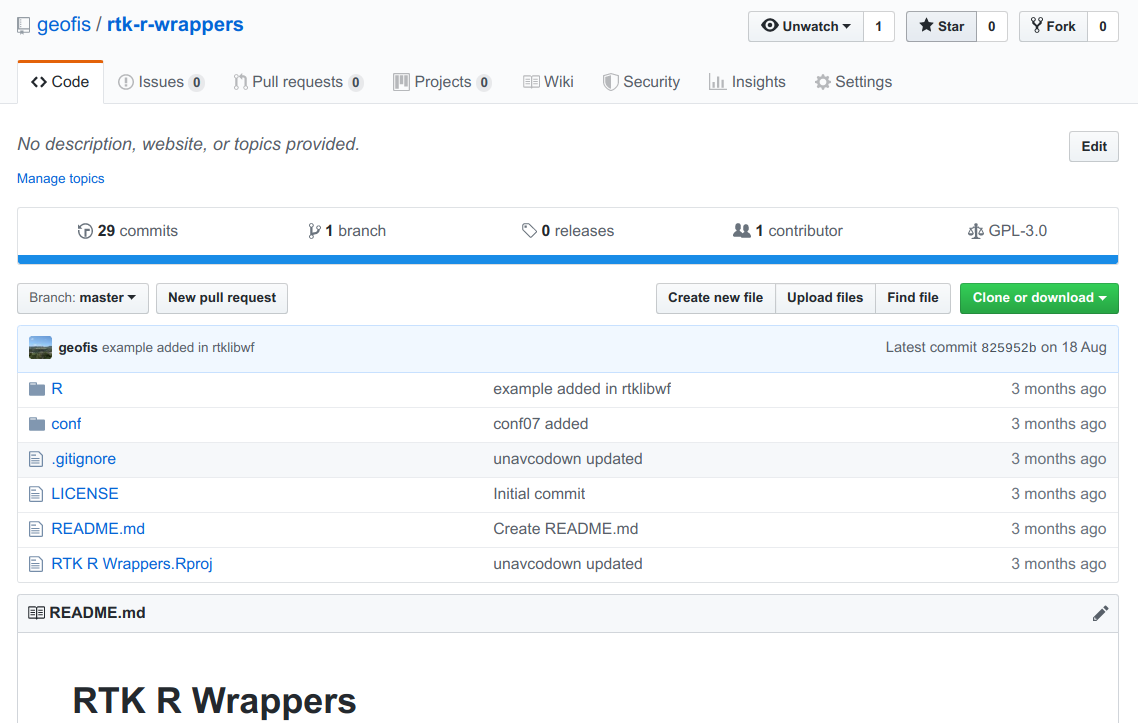 geofis / rtk-r-wrappers
Unwatch 1 Star 0 Fork 0
Code Issues 0 Pull requests 0 Projects 0 Wiki Security Insights Settings
No description, website, or topics provided.
Edit
Manage topics
29 commits 1 branch 0 releases 1 contributor GPL-3.0
Branch: master New pull request Create new file Upload files Find file Clone or download
geofis example added in rtklibwf Latest commit 825952b on 18 Aug
R example added in rtklibwf 3 months ago
conf conf07 added 3 months ago
.gitignore unavcodown updated 3 months ago
LICENSE Initial commit 3 months ago
README.md Create README.md 3 months ago
RTK R Wrappers.Rproj unavcodown updated 3 months ago
README.md
RTK R Wrappers